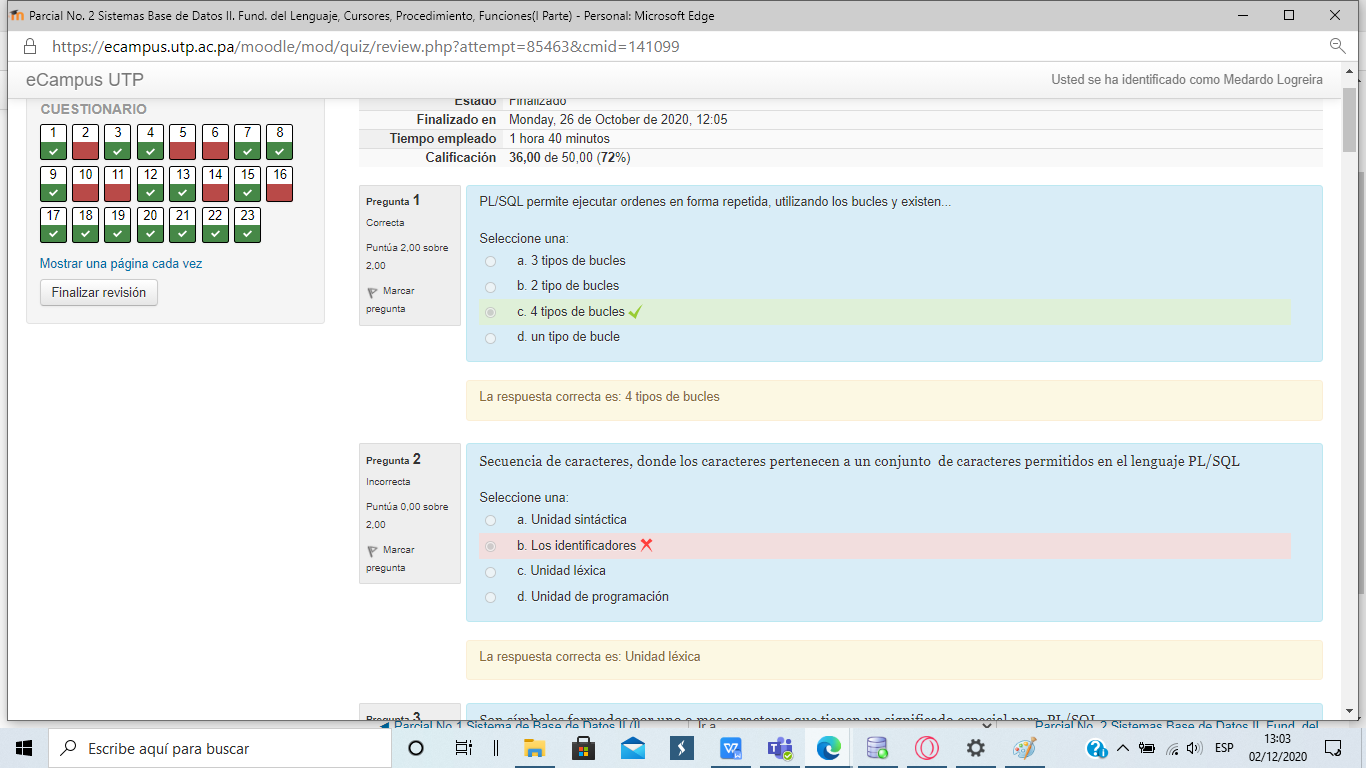 Parcial No. 2 Sistemas Base de Datos II. Fund. del Lenguaje, Cursores, Procedimiento, Funciones(I Parte) - Personal: Microsoft Edge
https://ecampus.utp.ac.pa/moodle/mod/quiz/review.php?attempt=85463&cmid=141099
eCampus UTP
Usted se ha identificado como Medardo Logreira
CUESTIONARIO
1 2 3 4 5 6 7 8
9 10 11 12 13 14 15 16
17 18 19 20 21 22 23
Mostrar una página cada vez
Finalizar revisión
Estado Finalizado
Finalizado en Monday, 26 de October de 2020, 12:05
Tiempo empleado 1 hora 40 minutos
Calificación 36,00 de 50,00 (72%)
Pregunta 1
Correcta
Puntúa 2,00 sobre
2,00
Marcar
pregunta
PL/SQL permite ejecutar ordenes en forma repetida, utilizando los bucles y existen...
Seleccione una:
a. 3 tipos de bucles
b. 2 tipo de bucles
c. 4 tipos de bucles
d. un tipo de bucle
La respuesta correcta es: 4 tipos de bucles
Pregunta 2
Incorrecta
Puntúa 0,00 sobre
2,00
Marcar
pregunta
Secuencia de caracteres, donde los caracteres pertenecen a un conjunto de caracteres permitidos en el lenguaje PL/SQL
Seleccione una:
a. Unidad sintáctica
b. Los identificadores
c. Unidad léxica
d. Unidad de programación
La respuesta correcta es: Unidad léxica
Pregunta 3
Son símbolos formados por uno o mas caracteres que tienen un significado especial para PL/SQL
Parcial No.1 Sistema de Base de Datos II (II
Ir a
Parcial No. 2 Sistemas Base de Datos II. Fund. del
Escribe aquí para buscar
ESP
13:03
02/12/2020